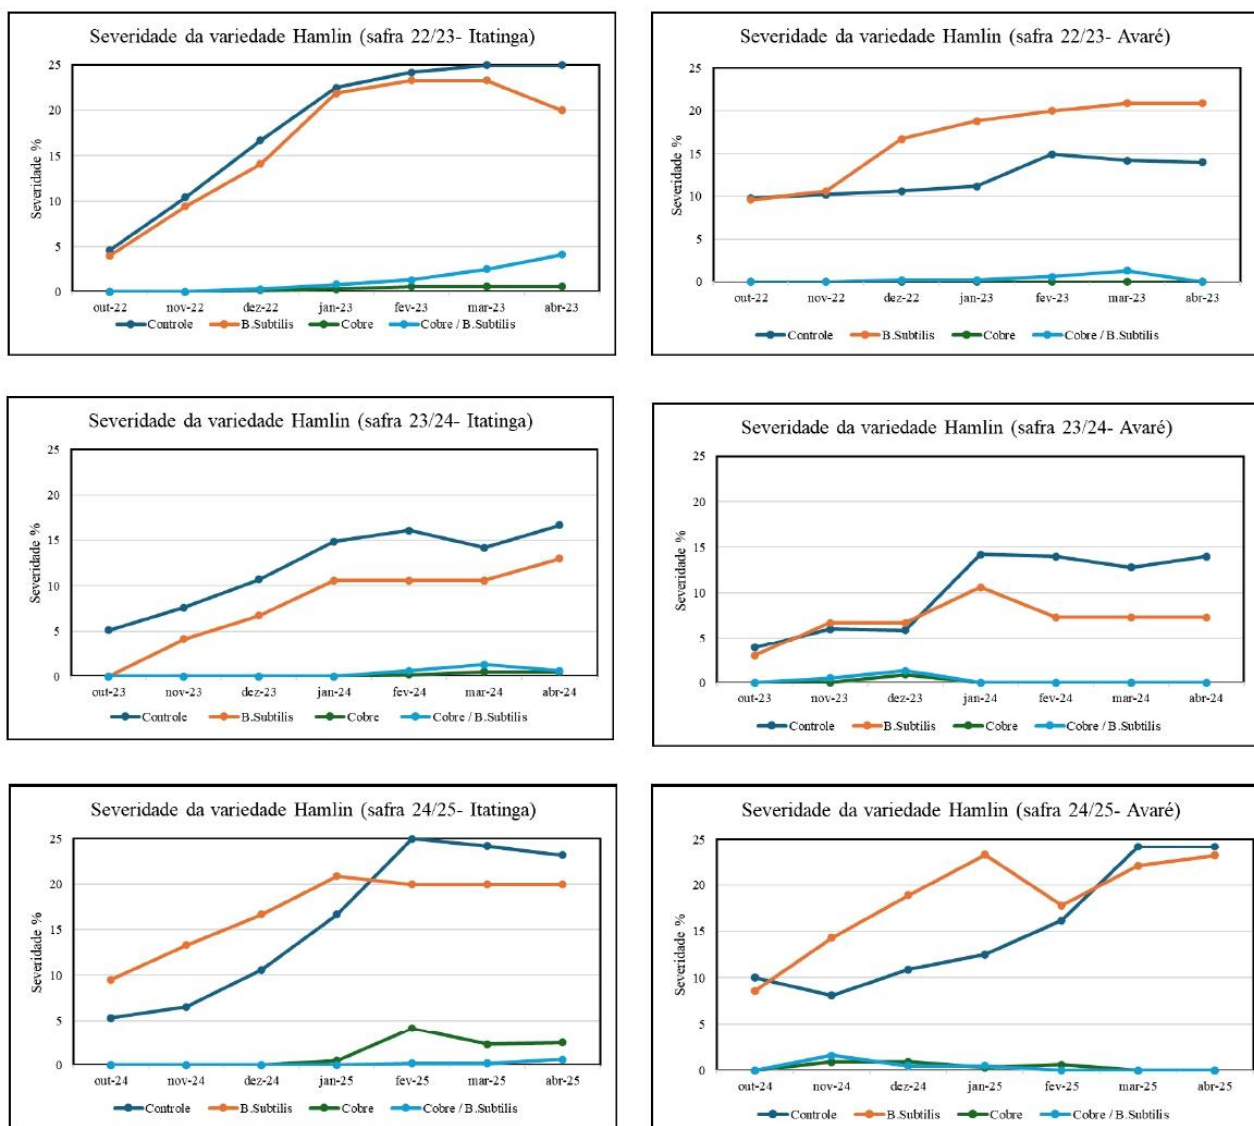 Severidade da variedade Hamlin (safra 22/23- Itatinga)
Severidade %
25
20
15
10
5
0
out-22 nov-22 dez-22 jan-23 fev-23 mar-23 abr-23
Controle B.Subtilis Cobre Cobre / B.Subtilis
Severidade da variedade Hamlin (safra 22/23- Avaré)
Severidade %
25
20
15
10
5
0
out-22 nov-22 dez-22 jan-23 fev-23 mar-23 abr-23
Controle B.Subtilis Cobre Cobre / B.Subtilis
Severidade da variedade Hamlin (safra 23/24- Itatinga)
Severidade %
25
20
15
10
5
0
out-23 nov-23 dez-23 jan-24 fev-24 mar-24 abr-24
Controle B.Subtilis Cobre Cobre / B.Subtilis
Severidade da variedade Hamlin (safra 23/24- Avaré)
Severidade %
25
20
15
10
5
0
out-23 nov-23 dez-23 jan-24 fev-24 mar-24 abr-24
Controle B.Subtilis Cobre Cobre / B.Subtilis
Severidade da variedade Hamlin (safra 24/25- Itatinga)
Severidade %
25
20
15
10
5
0
out-24 nov-24 dez-24 jan-25 fev-25 mar-25 abr-25
Controle B.Subtilis Cobre Cobre / B.Subtilis
Severidade da variedade Hamlin (safra 24/25- Avaré)
Severidade %
25
20
15
10
5
0
out-24 nov-24 dez-24 jan-25 fev-25 mar-25 abr-25
Controle B.Subtilis Cobre Cobre / B.Subtilis